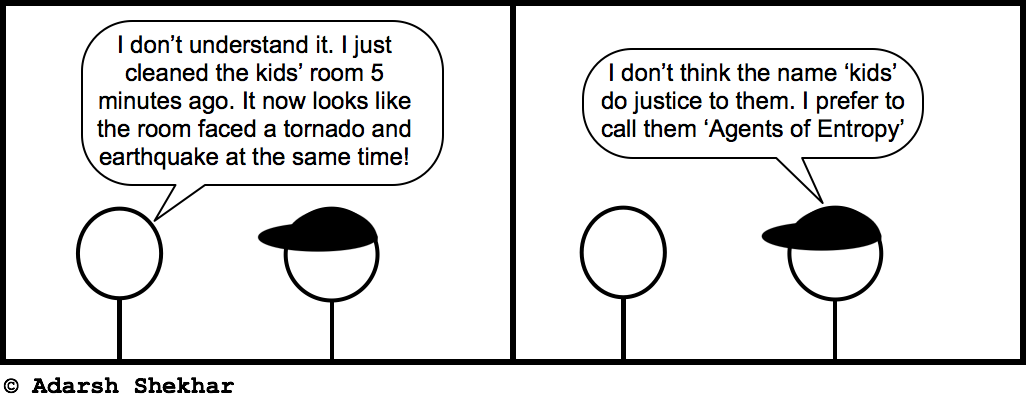 I don’t understand it. I just
cleaned the kids’ room 5
minutes ago. It now looks like
the room faced a tornado and
earthquake at the same time!
I don’t think the name ‘kids’
do justice to them. I prefer to
call them ‘Agents of Entropy’
© Adarsh Shekhar